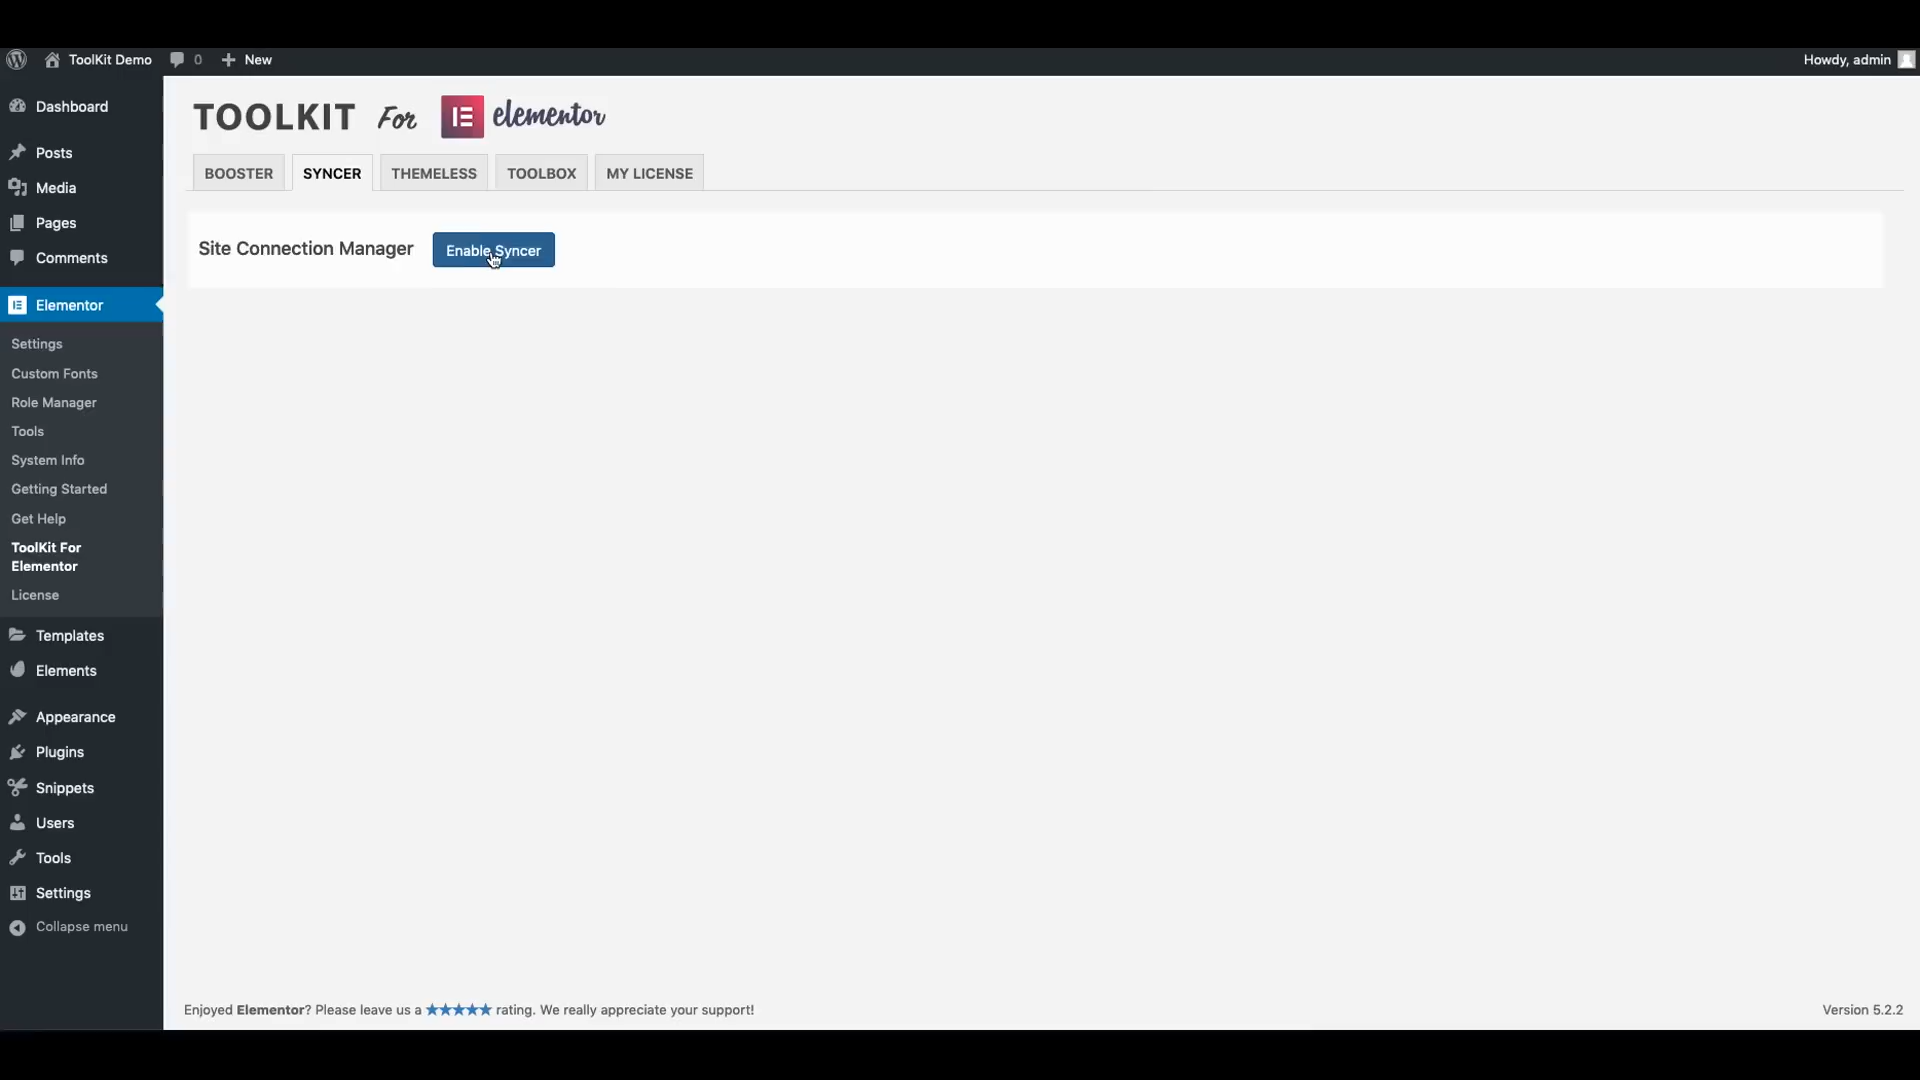 ToolKit Demo 0 New Howdy, admin
Dashboard
Posts
Media
Pages
Comments
Elementor
Settings
Custom Fonts
Role Manager
Tools
System Info
Getting Started
Get Help
ToolKit For
Elementor
License
Templates
Elements
Appearance
Plugins
Snippets
Users
Tools
Settings
Collapse menu
TOOLKIT For elementor
BOOSTER SYNCER THEMELESS TOOLBOX MY LICENSE
Site Connection Manager Enable Syncer
Enjoyed Elementor? Please leave us a ★★★★★ rating. We really appreciate your support! Version 5.2.2